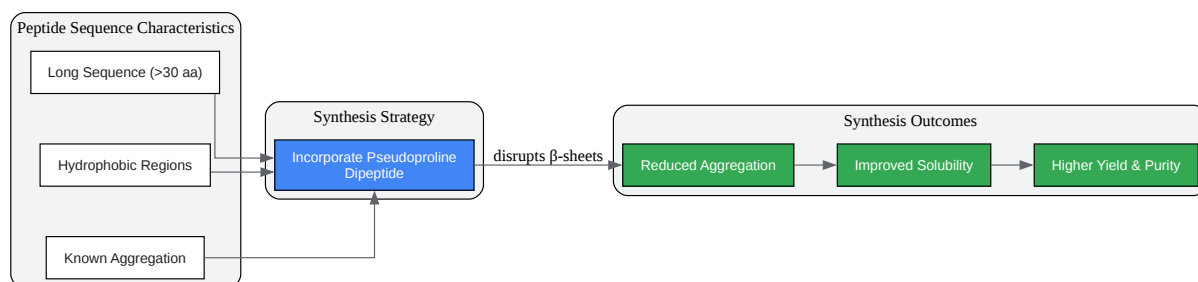 Peptide Sequence Characteristics
Long Sequence (>30 aa)
Hydrophobic Regions
Known Aggregation
Synthesis Strategy
Incorporate Pseudoproline
Dipeptide
disrupts β-sheets
Synthesis Outcomes
Reduced Aggregation
Improved Solubility
Higher Yield & Purity